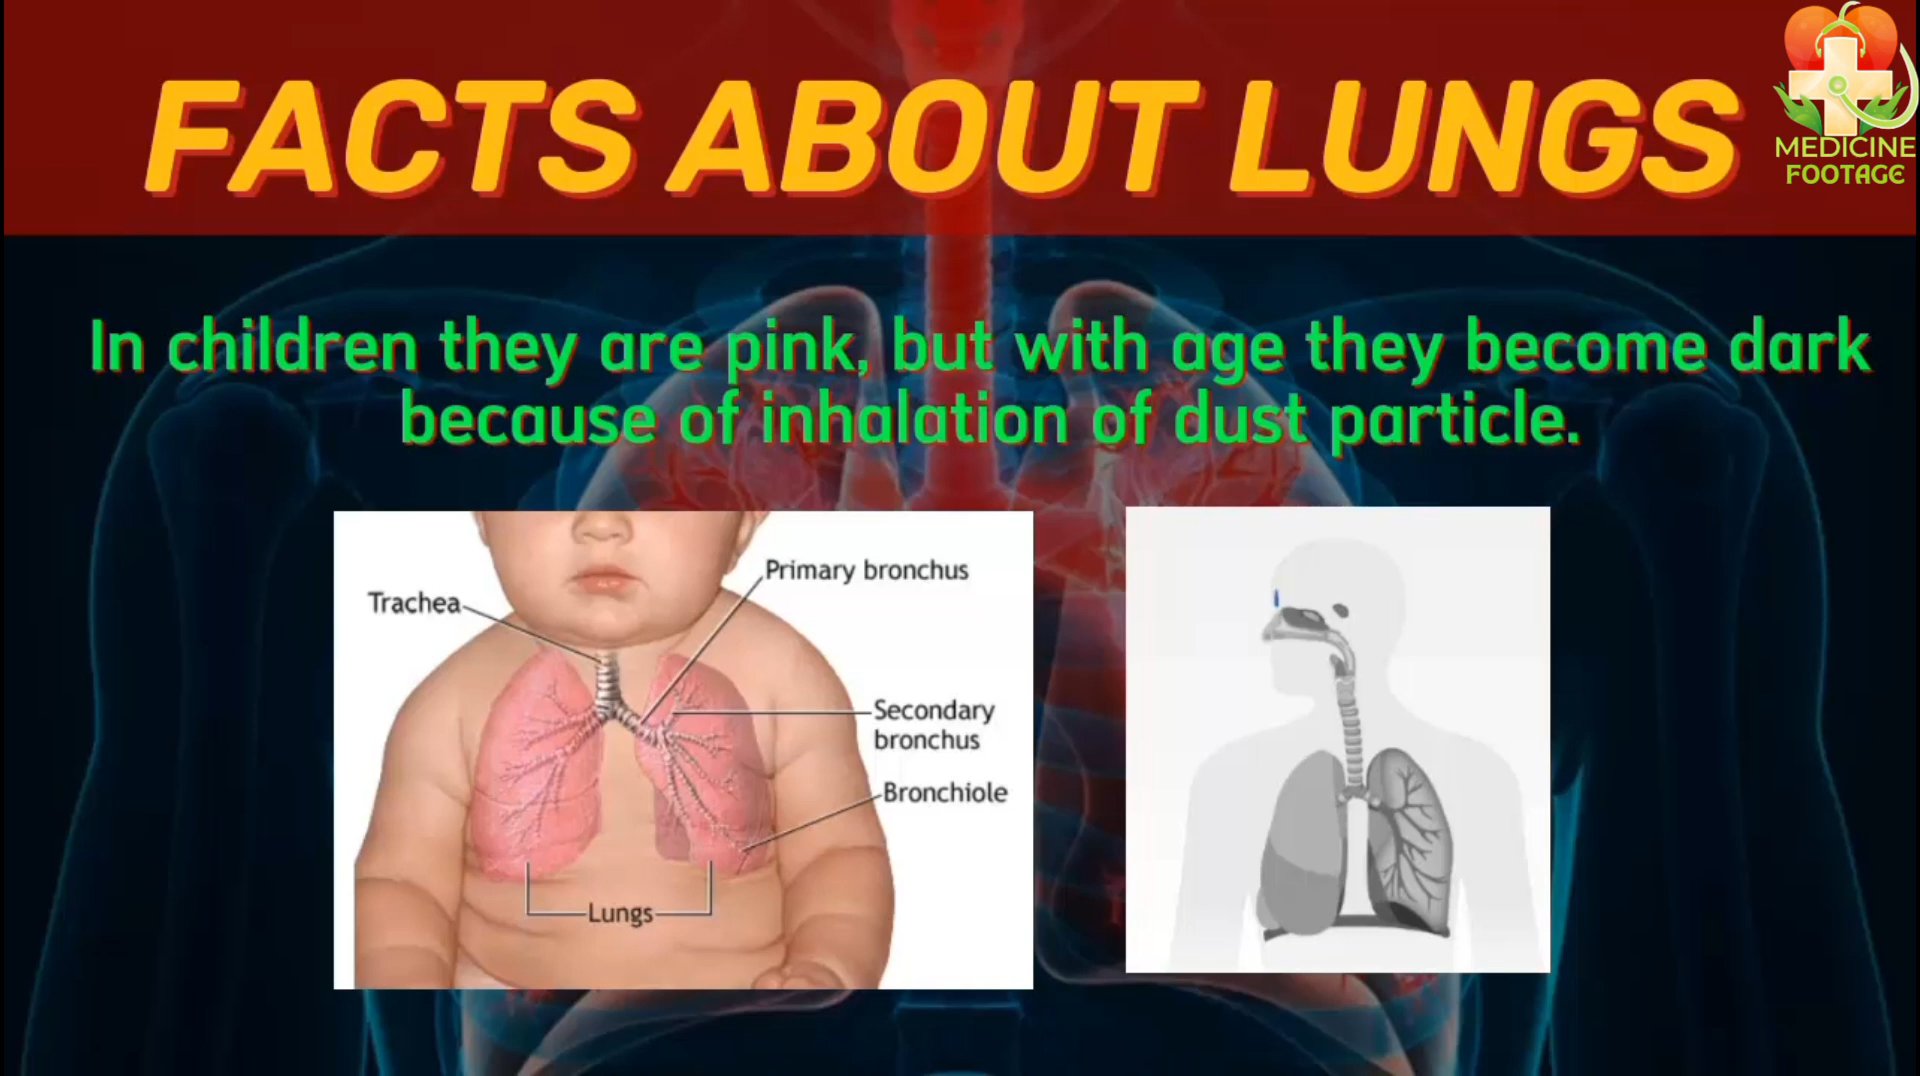 FACTS ABOUT LUNGS
MEDICINE
FOOTAGE
In children they are pink, but with age they become dark
because of inhalation of dust particle.
Primary bronchus
Trachea
Secondary
bronchus
Bronchiole
Lungs